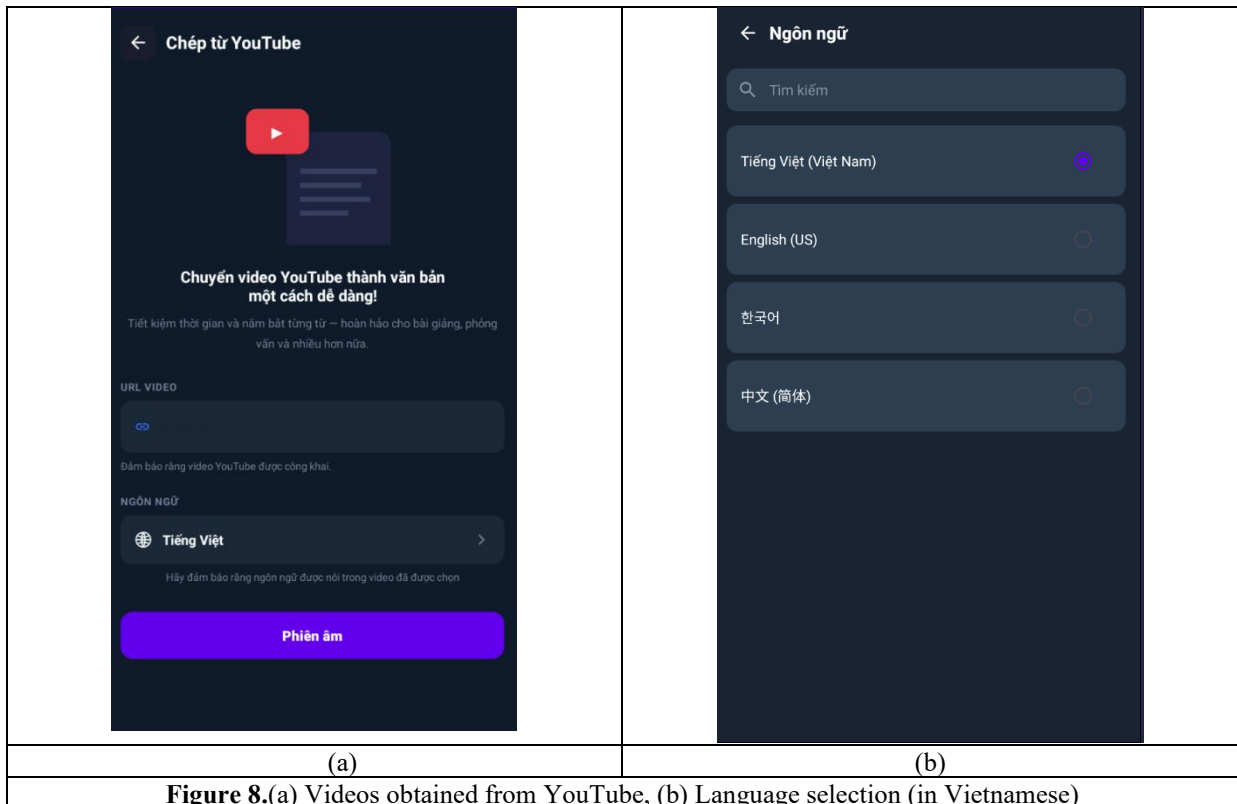 Chép từ YouTube
Chuyển video YouTube thành văn bản
một cách dễ dàng!
Tiết kiệm thời gian và nắm bắt từng từ — hoàn hảo cho bài giảng, phỏng
vấn và nhiều hơn nữa.
URL VIDEO
Đảm bảo rằng video YouTube được công khai.
NGÔN NGỮ
Tiếng Việt
Hãy đảm bảo rằng ngôn ngữ được nói trong video đã được chọn
Phiên âm
(a)
Ngôn ngữ
Tìm kiếm
Tiếng Việt (Việt Nam)
English (US)
한국어
中文 (简体)
(b)
Figure 8.(a) Videos obtained from YouTube, (b) Language selection (in Vietnamese)